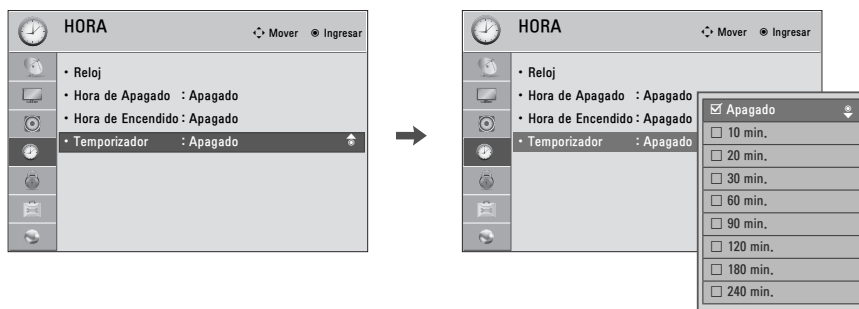 HORA
Mover Ingresar
• Reloj
• Hora de Apagado : Apagado
• Hora de Encendido : Apagado
• Temporizador : Apagado
HORA
Mover Ingresar
• Reloj
• Hora de Apagado : Apagado
• Hora de Encendido : Apagado
• Temporizador : Apagado
Apagado
10 min.
20 min.
30 min.
60 min.
90 min.
120 min.
180 min.
240 min.